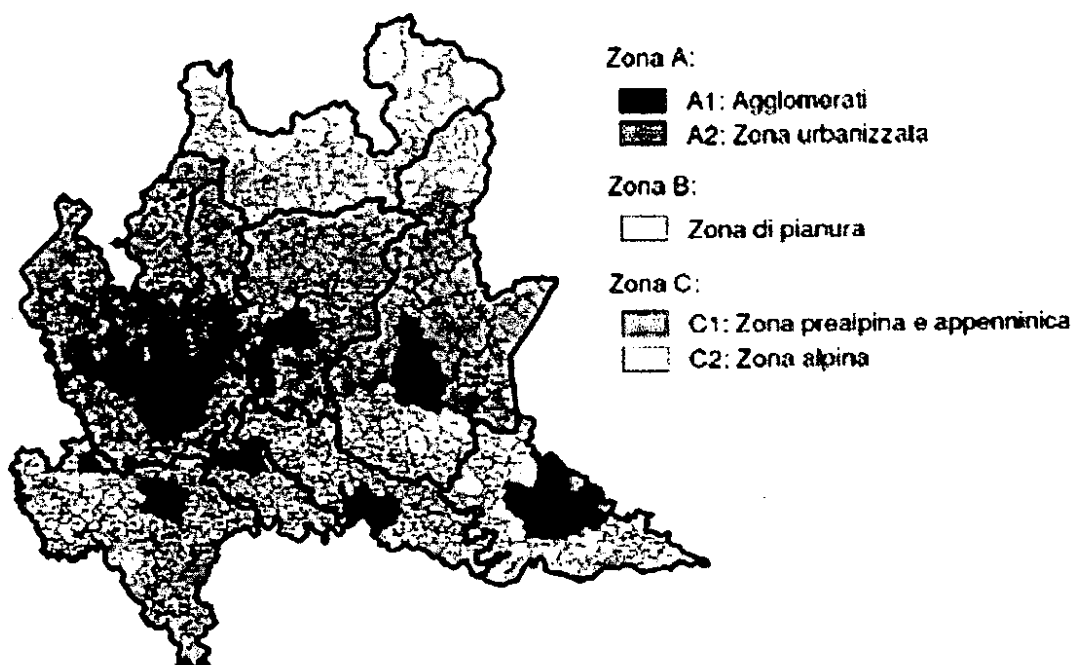 Zona A:
A1: Agglomerati
A2: Zona urbanizzata
Zona B:
Zona di pianura
Zona C:
C1: Zona prealpina e appenninica
C2: Zona alpina